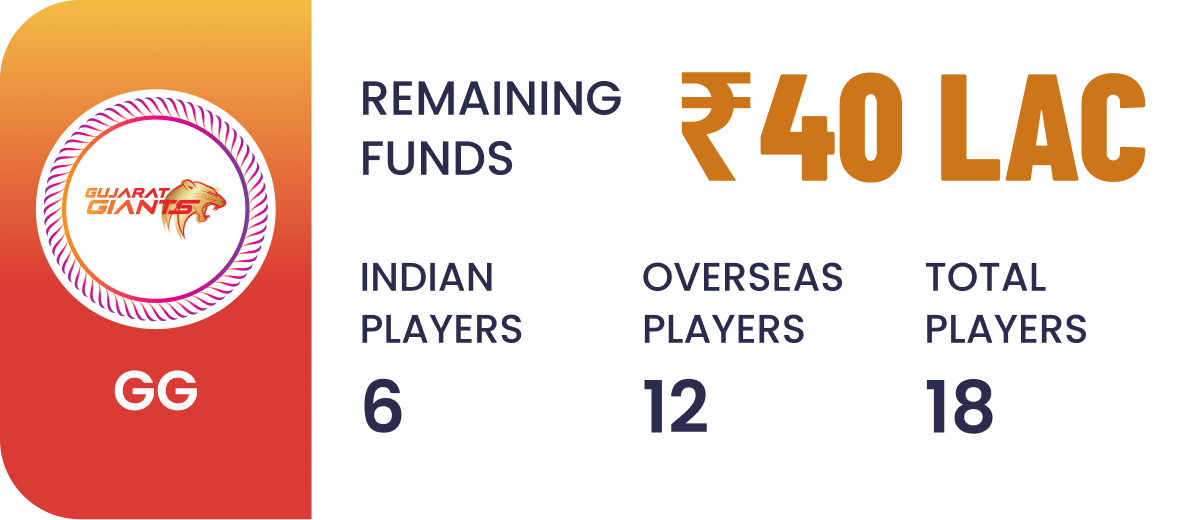 GUJARAT
GIANTS
GG
REMAINING
FUNDS
₹40 LAC
INDIAN
PLAYERS
6
OVERSEAS
PLAYERS
12
TOTAL
PLAYERS
18